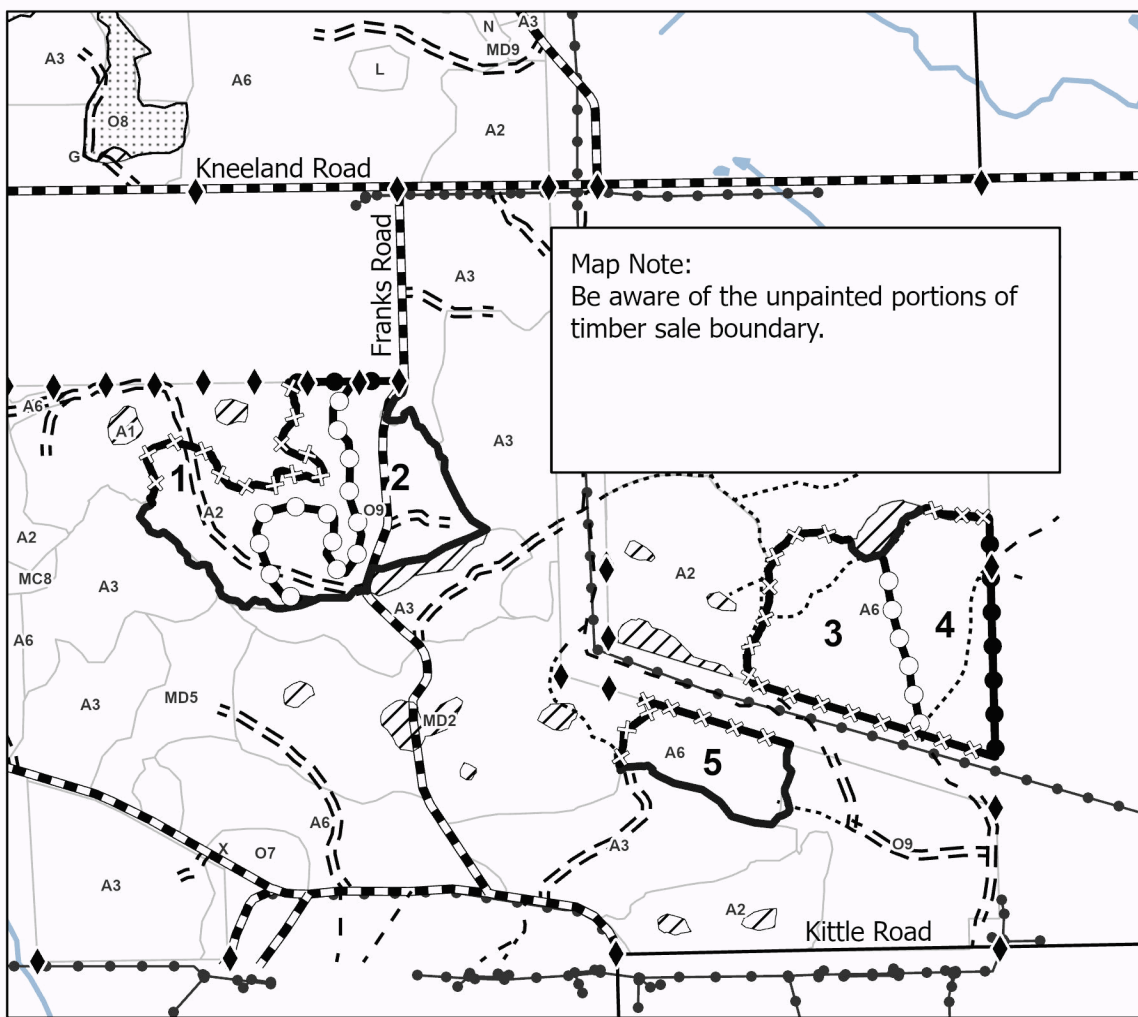 A3
N
A3
MD9
A6
L
O8
A2
G
Kneeland Road
Franks Road
A3
Map Note:
Be aware of the unpainted portions of
timber sale boundary.
A6
A1
A3
1
2
A2
O9
A2
A2
MC8
A3
A3
A6
3
4
A6
A3
MD5
MD2
A6
5
A6
X
O7
A3
A3
O9
A2
Kittle Road